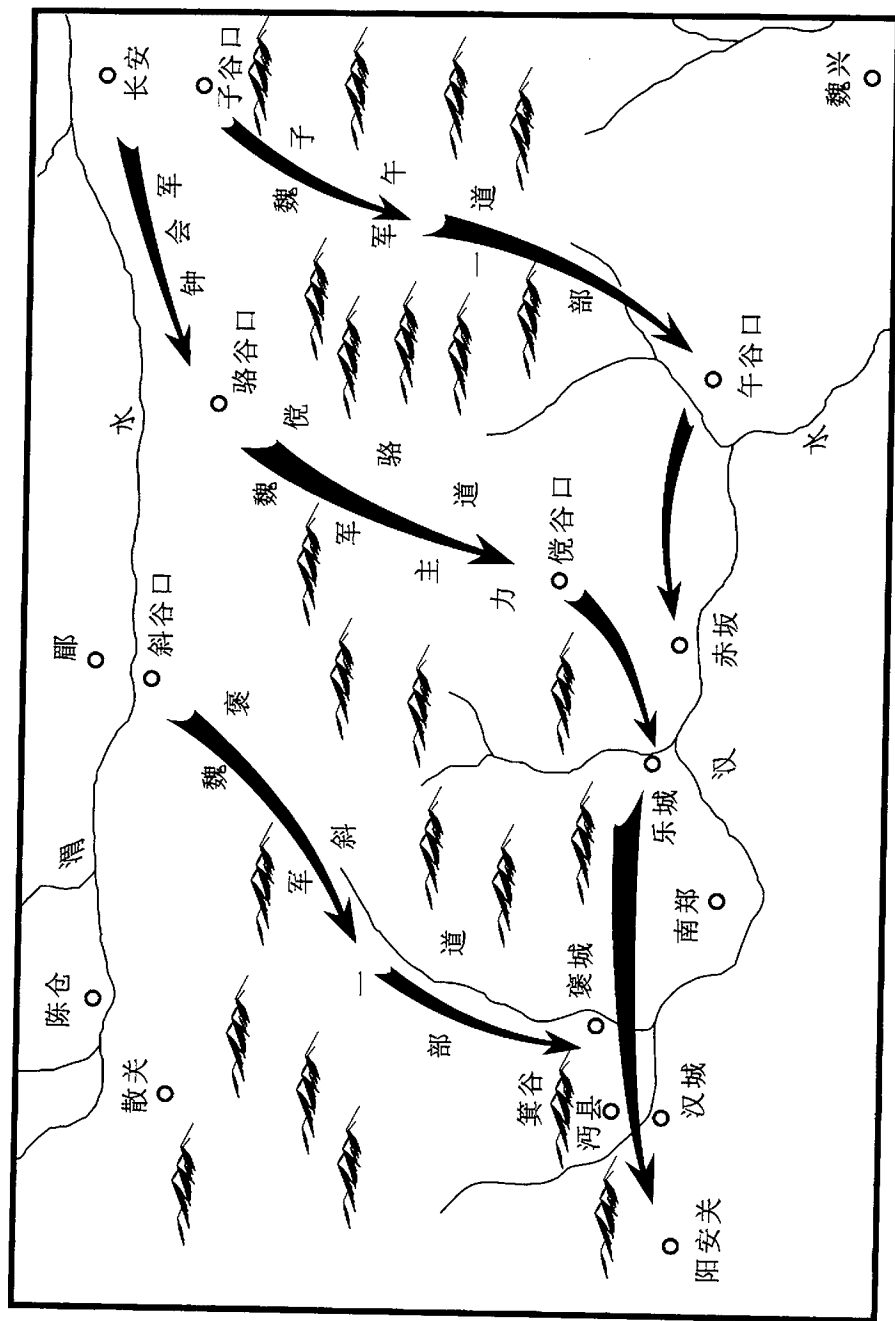 陈仓
渭
郿
水
长安
散关
斜谷口
骆谷口
子谷口
钟会军
魏军一部
褒斜道
魏军主力
傥骆道
魏军一部
子午道
箕谷
褒城
沔县
傥谷口
午谷口
阳安关
汉城
南郑
乐城
汉
赤坂
水
魏兴